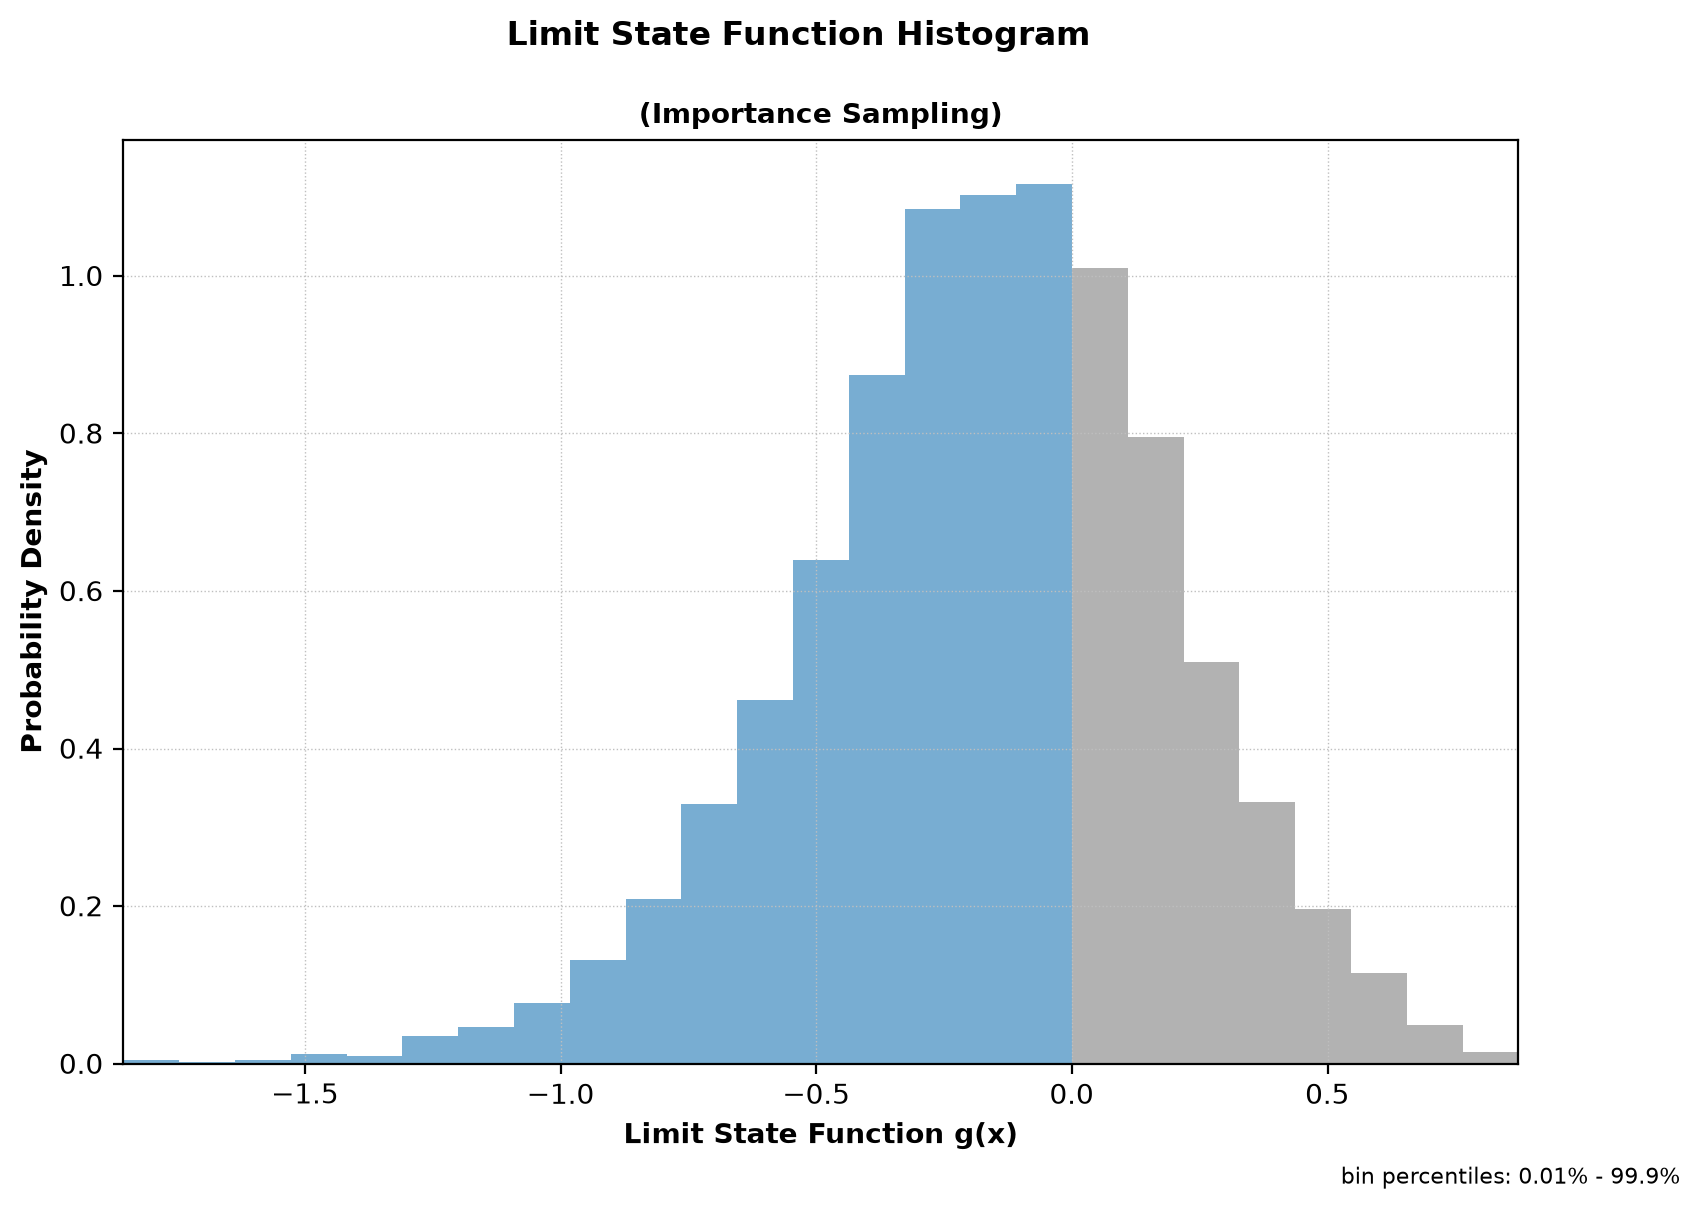 Limit State Function Histogram
(Importance Sampling)
Probability Density
1.0
0.8
0.6
0.4
0.2
0.0
−1.5 −1.0 −0.5 0.0 0.5
Limit State Function g(x)
bin percentiles: 0.01% - 99.9%